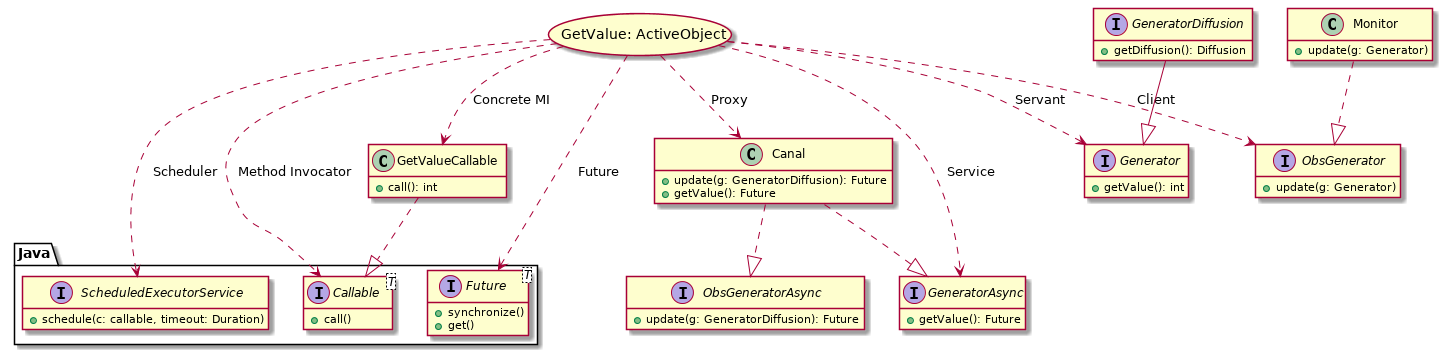 GetValue: ActiveObject
I GeneratorDiffusion
getDiffusion(): Diffusion
C Monitor
update(g: Generator)
Concrete MI
Proxy
Servant
Client
C GetValueCallable
call(): int
C Canal
update(g: GeneratorDiffusion): Future
getValue(): Future
I Generator
getValue(): int
I ObsGenerator
update(g: Generator)
Scheduler
Method Invocator
Future
Service
Java
I ScheduledExecutorService
schedule(c: callable, timeout: Duration)
I Callable T
call()
I Future T
synchronize()
get()
I ObsGeneratorAsync
update(g: GeneratorDiffusion): Future
I GeneratorAsync
getValue(): Future